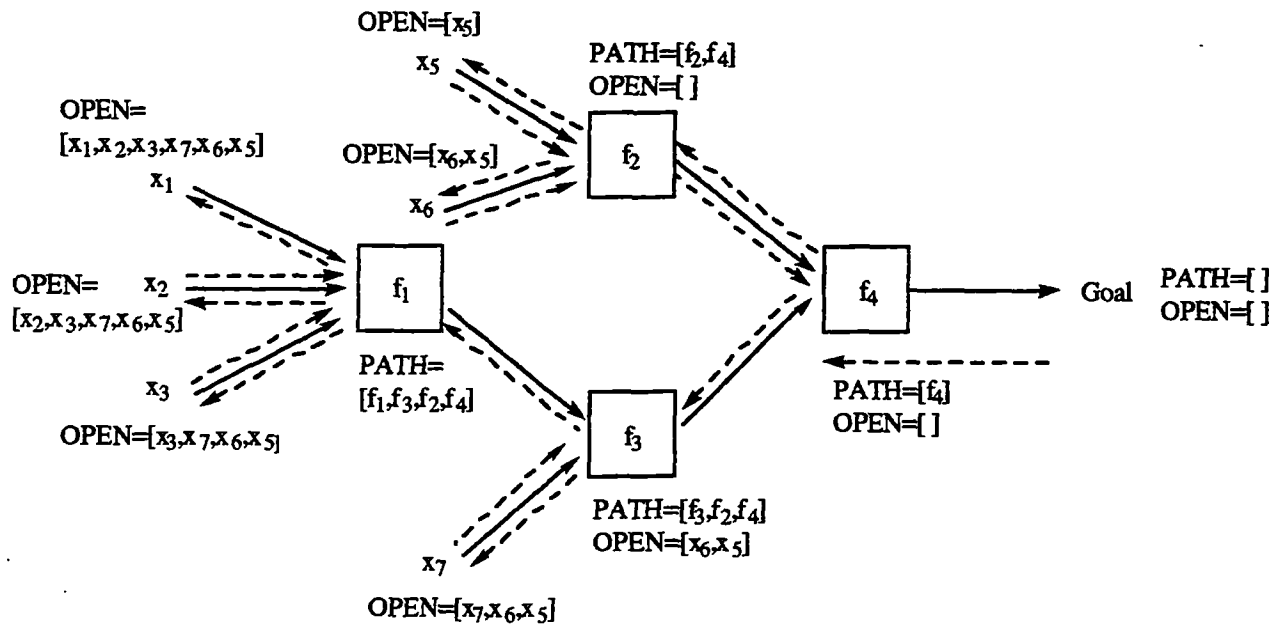 OPEN=[x5]
x5
PATH=[f2,f4]
OPEN=[ ]
OPEN=
[x1,x2,x3,x7,x6,x5]
x1
OPEN=[x6,x5]
x6
f2
OPEN=
x2
[x2,x3,x7,x6,x5]
f1
f4
Goal
PATH=[ ]
OPEN=[ ]
x3
OPEN=[x3,x7,x6,x5]
PATH=
[f1,f3,f2,f4]
PATH=[f4]
OPEN=[ ]
f3
PATH=[f3,f2,f4]
OPEN=[x6,x5]
x7
OPEN=[x7,x6,x5]